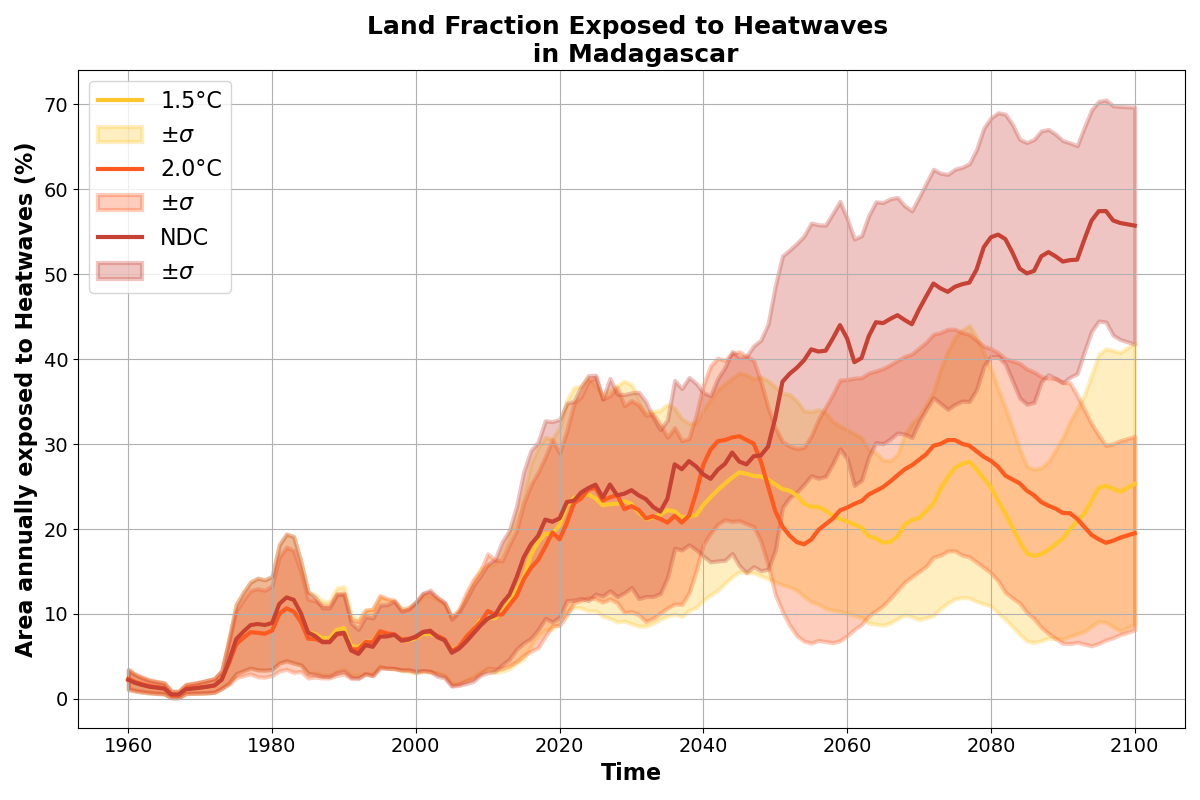 Land Fraction Exposed to Heatwaves
in Madagascar
1.5°C
±σ
2.0°C
±σ
NDC
±σ
Area annually exposed to Heatwaves (%)
70
60
50
40
30
20
10
0
1960 1980 2000 2020 2040 2060 2080 2100
Time